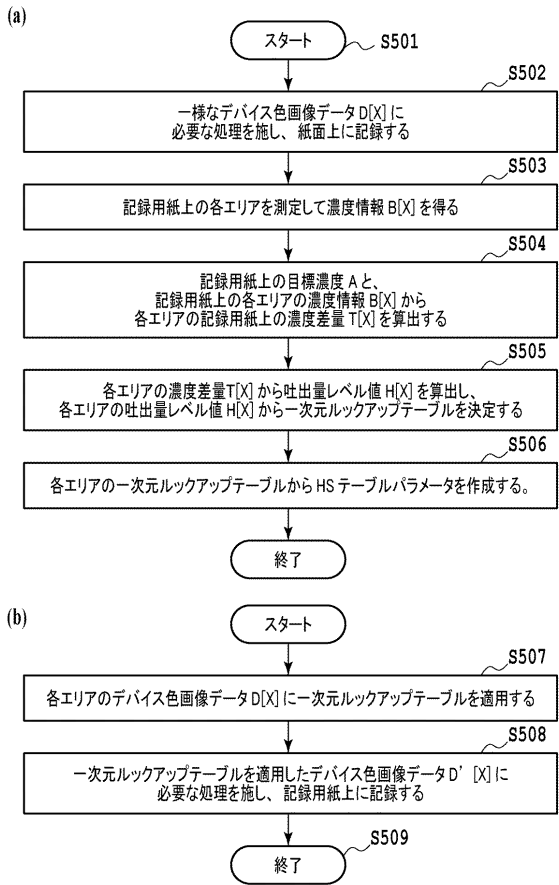 (a)
スタート
S501
S502
一様なデバイス色画像データD[X]に
必要な処理を施し、紙面上に記録する
S503
記録用紙上の各エリアを測定して濃度情報B[X]を得る
S504
記録用紙上の目標濃度Aと、
記録用紙上の各エリアの濃度情報B[X]から
各エリアの記録用紙上の濃度差量T[X]を算出する
S505
各エリアの濃度差量T[X]から吐出量レベル値H[X]を算出し、
各エリアの吐出量レベル値H[X]から一次元ルックアップテーブルを決定する
S506
各エリアの一次元ルックアップテーブルからHSテーブルパラメータを作成する。
終了
(b)
スタート
S507
各エリアのデバイス色画像データD[X]に一次元ルックアップテーブルを適用する
S508
一次元ルックアップテーブルを適用したデバイス色画像データD'[X]に
必要な処理を施し、記録用紙上に記録する
S509
終了